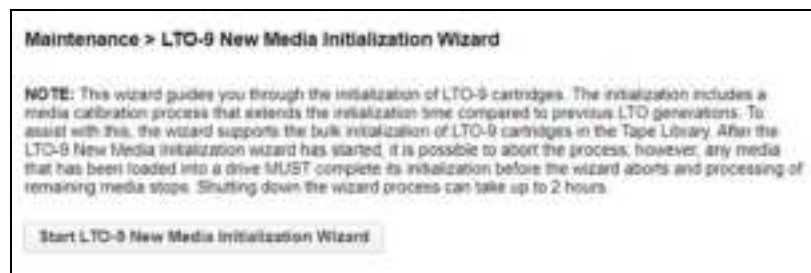 Maintenance > LTO-9 New Media Initialization Wizard
NOTE: This wizard guides you through the initialization of LTO-9 cartridges. The initialization includes a
media calibration process that extends the initialization time compared to previous LTO generations. To
assist with this, the wizard supports the bulk initialization of LTO-9 cartridges in the Tape Library. After the
LTO-9 New Media Initialization wizard has started, it is possible to abort the process, however, any media
that has been loaded into a drive MUST complete its initialization before the wizard aborts and processing of
remaining media stops. Shutting down the wizard process can take up to 2 hours.
Start LTO-9 New Media Initialization Wizard